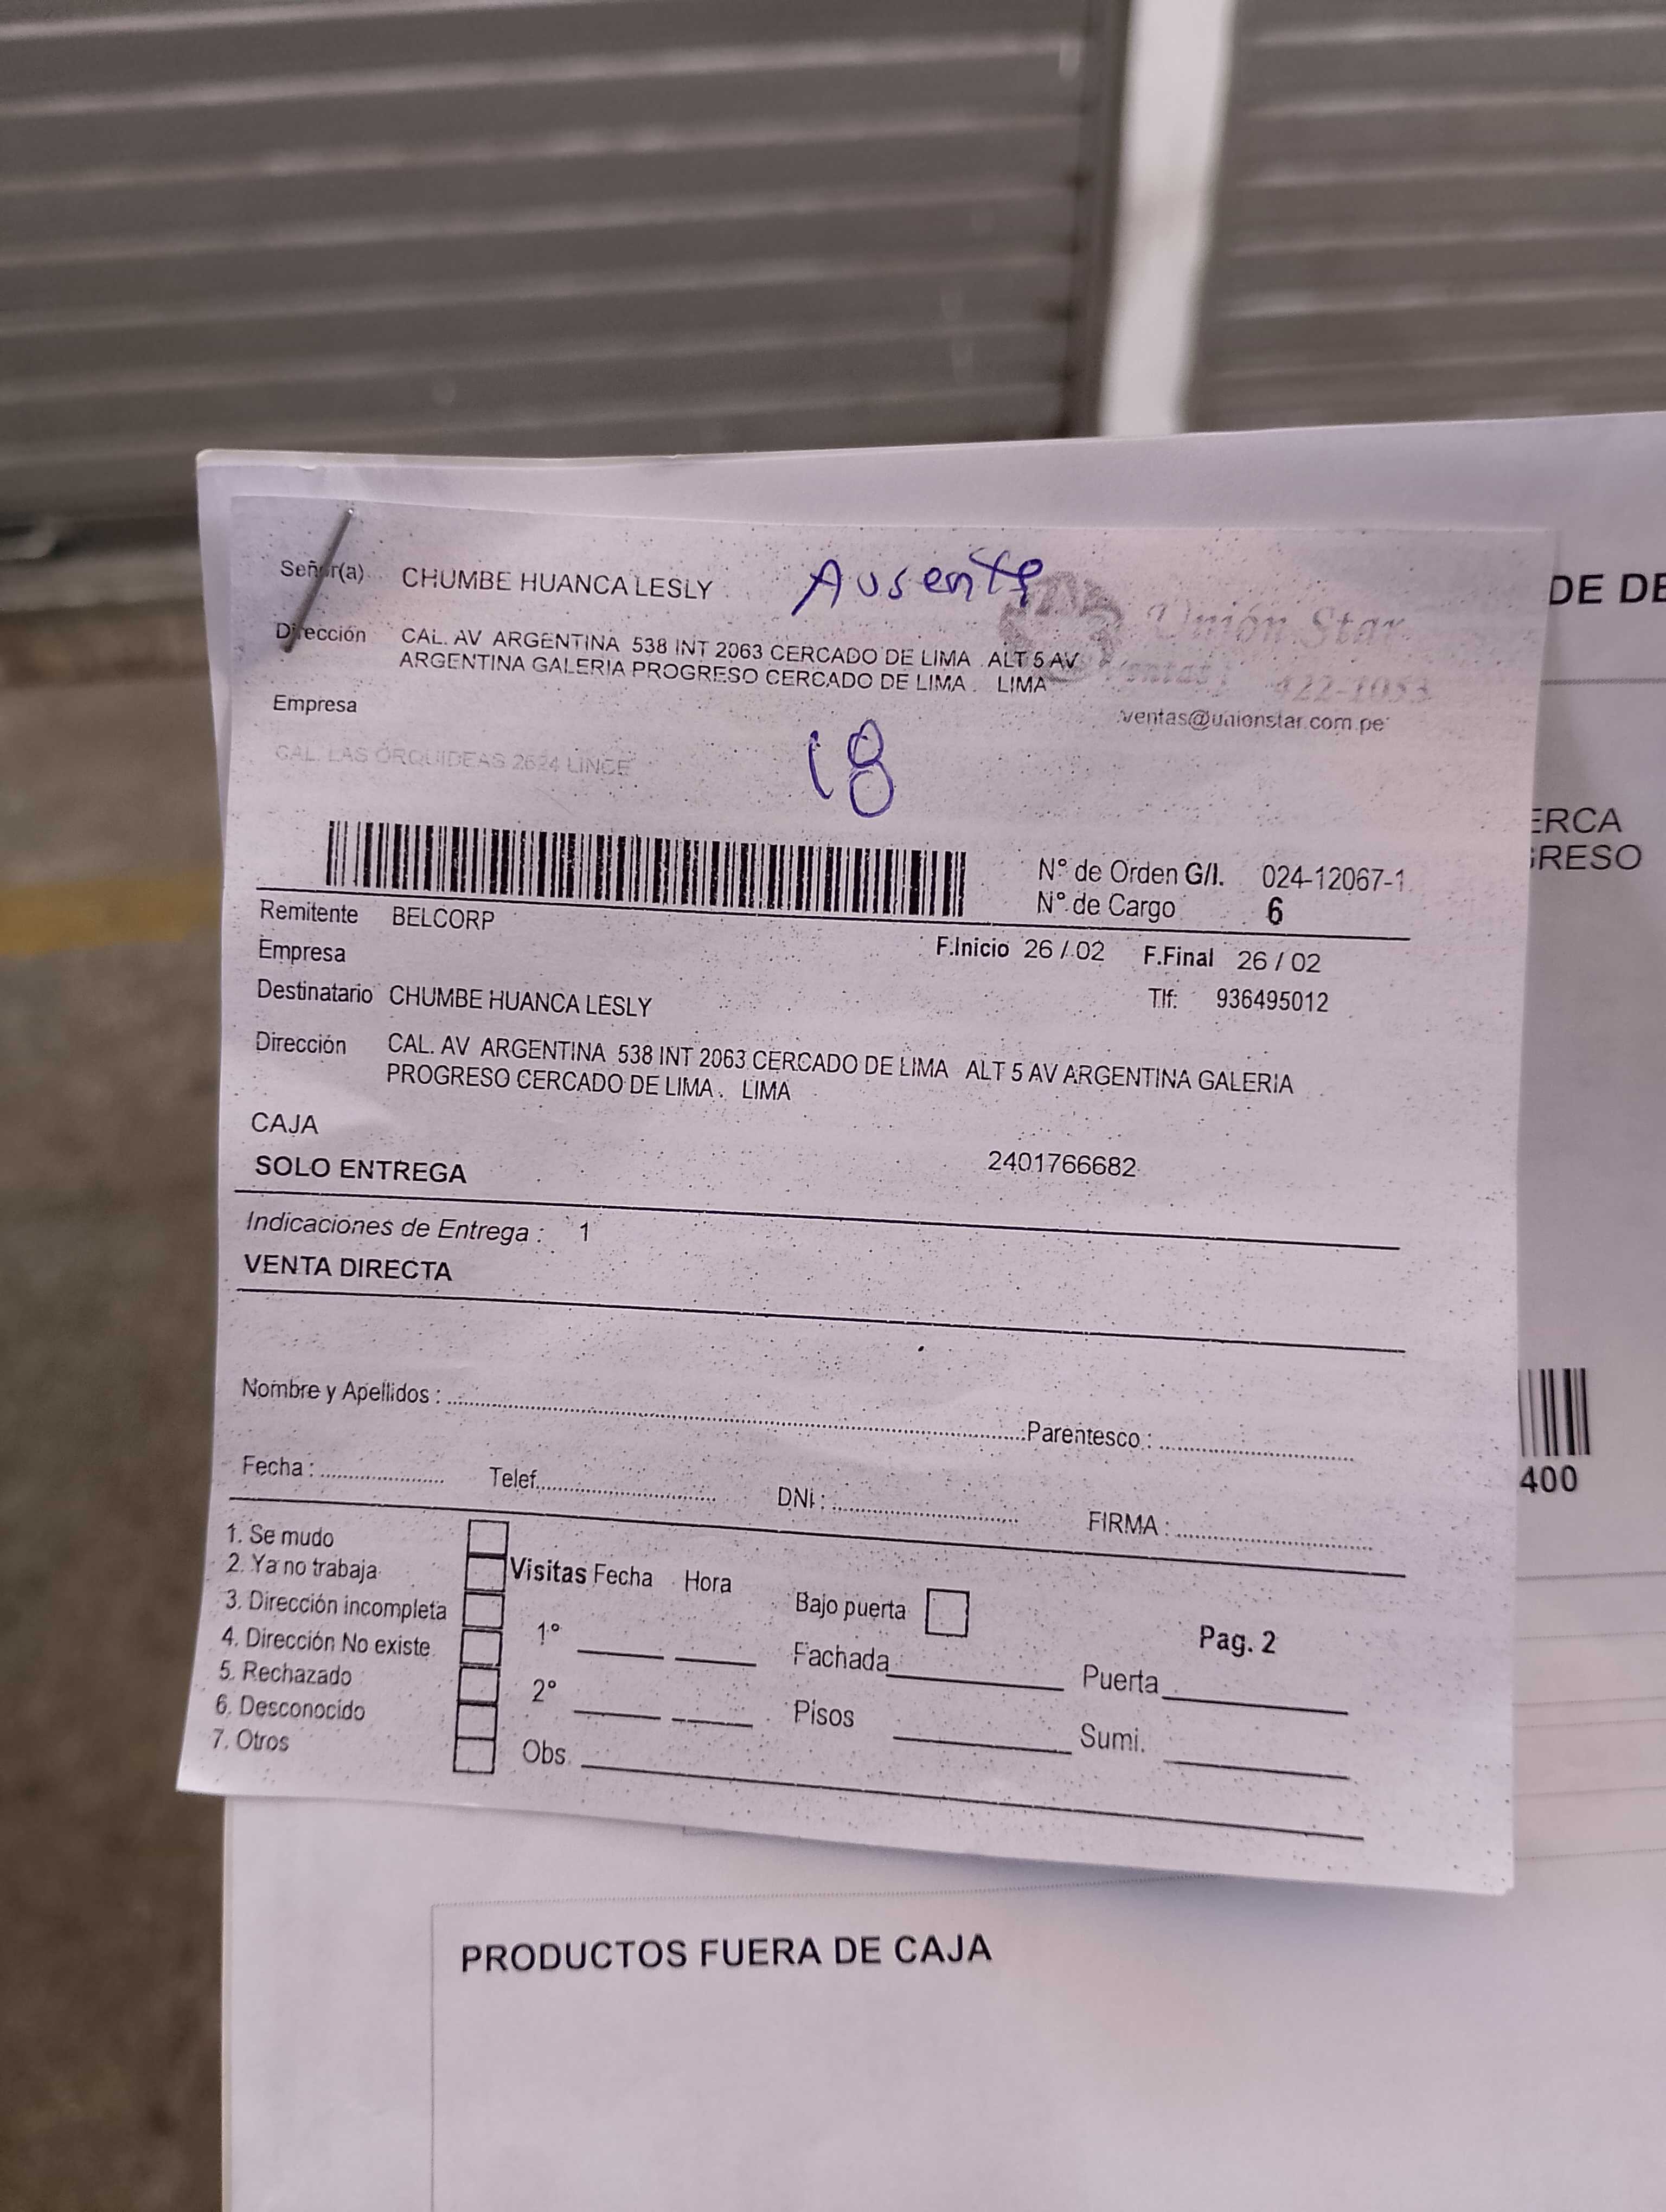 Señor(a) CHUMBE HUANCA LESLY Ausente
Unión Star
Dirección CAL. AV ARGENTINA 538 INT 2063 CERCADO DE LIMA ALT 5 AV
ARGENTINA GALERIA PROGRESO CERCADO DE LIMA . LIMA
Ventas: 422-1053
Empresa
ventas@unionstar.com.pe
CAL. LAS ORQUIDEAS 2624 LINCE
18
N° de Orden G/I. 024-12067-1
N° de Cargo 6
Remitente BELCORP
F.Inicio 26 / 02 F.Final 26 / 02
Empresa
Destinatario CHUMBE HUANCA LESLY
Tlf: 936495012
Dirección CAL. AV ARGENTINA 538 INT 2063 CERCADO DE LIMA ALT 5 AV ARGENTINA GALERIA
PROGRESO CERCADO DE LIMA . LIMA
CAJA
SOLO ENTREGA 2401766682
Indicaciones de Entrega : 1
VENTA DIRECTA
Nombre y Apellidos : Parentesco :
Fecha : Telef. DNI : FIRMA :
1. Se mudo
2. Ya no trabaja
3. Dirección incompleta
4. Dirección No existe
5. Rechazado
6. Desconocido
7. Otros
Visitas Fecha Hora
1°
2°
Obs.
Bajo puerta
Fachada Puerta
Pisos Sumi.
Pag. 2
DE DE
ERCA
GRESO
400
PRODUCTOS FUERA DE CAJA